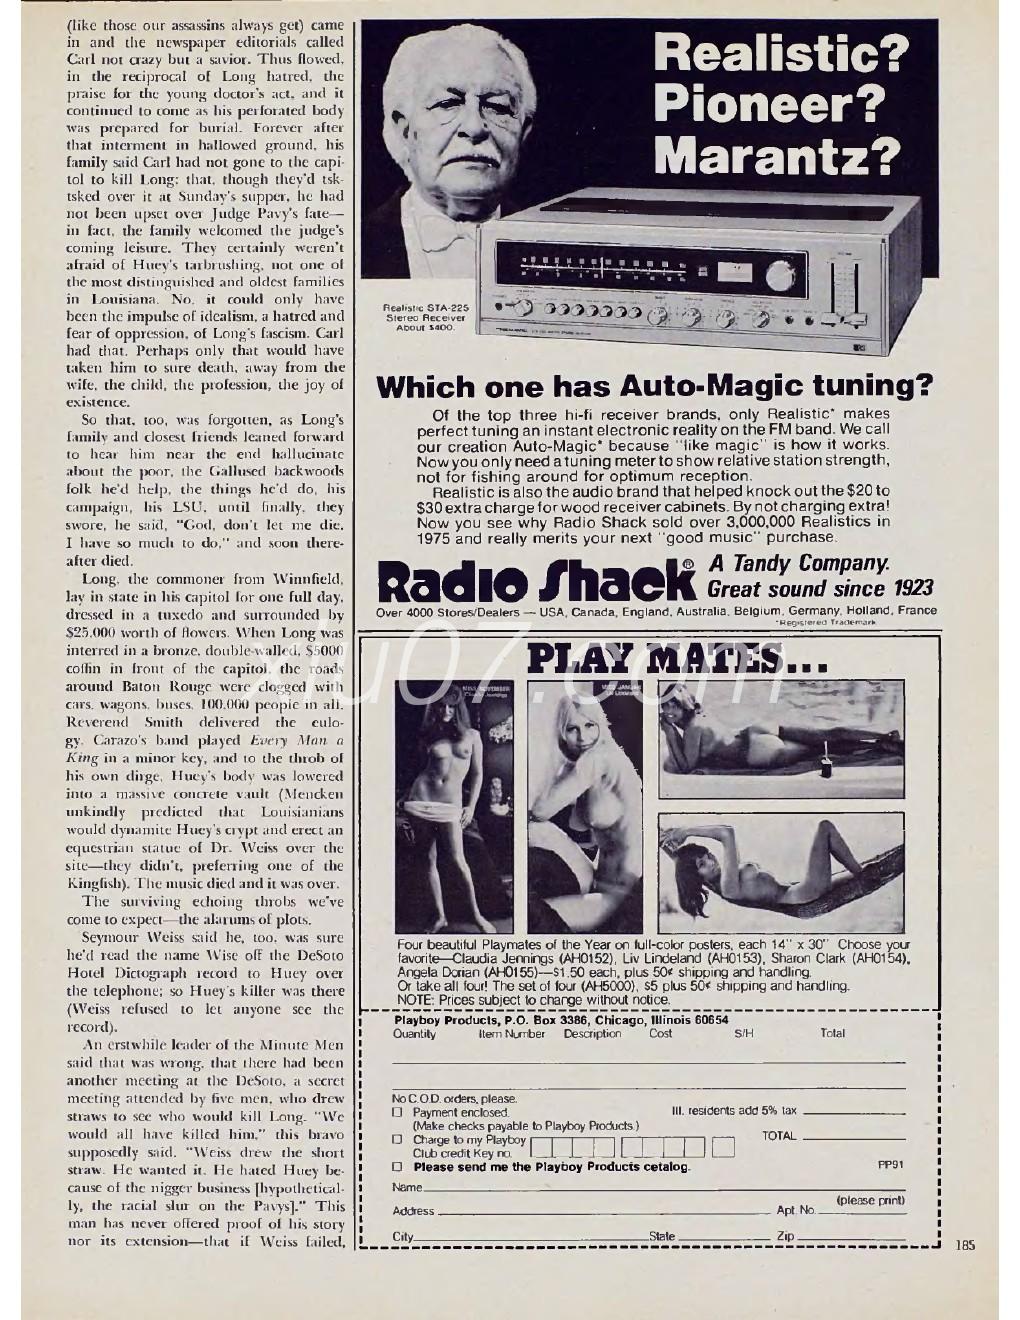 (like those our assassins always get) came
in and the newspaper editorials called
Carl not crazy but a savior. Thus flowed,
in the reciprocal of Long hatred, the
praise for the young doctor's act, and it
continued to come as his perforated body
was prepared for burial. Forever after
that interment in hallowed ground, his
family said Carl had not gone to the capi-
tol to kill Long; that, though they'd tsk-
tsked over it at Sunday's supper, he had
not been upset over Judge Pavy's fate—
in fact, the family welcomed the judge's
coming leisure. They certainly weren't
afraid of Huey's tarbrushing, not one of
the most distinguished and oldest families
in Louisiana. No, it could only have
been the impulse of idealism, a hatred and
fear of oppression, of Long's fascism. Carl
had that. Perhaps only that would have
taken him to sure death, away from the
wife, the child, the profession, the joy of
existence.
So that, too, was forgotten, as Long's
family and closest friends leaned forward
to hear him near the end hallucinate
about the poor, the Gallused backwoods
folk he'd help, the things he'd do, his
campaign, his LSU, until finally, they
swore, he said, "God, don't let me die.
I have so much to do," and soon there-
after died.
Long, the commoner from Winnfield,
lay in state in his capitol for one full day,
dressed in a tuxedo and surrounded by
$25,000 worth of flowers. When Long was
interred in a bronze, double-walled, $5000
coffin in front of the capitol, the roads
around Baton Rouge were clogged with
cars, wagons, buses, 100,000 people in all.
Reverend Smith delivered the eulo-
gy. Carazo's band played Every Man a
King in a minor key, and to the throb of
his own dirge, Huey's body was lowered
into a massive concrete vault (Mencken
unkindly predicted that Louisianians
would dynamite Huey's crypt and erect an
equestrian statue of Dr. Weiss over the
site—they didn't, preferring one of the
Kingfish). The music died and it was over.
The surviving echoing throbs we've
come to expect—the alarums of plots.
Seymour Weiss said he, too, was sure
he'd read the name Wise off the DeSoto
Hotel Dictograph record to Huey over
the telephone; so Huey's killer was there
(Weiss refused to let anyone see the
record).
An erstwhile leader of the Minute Men
said that was wrong, that there had been
another meeting at the DeSoto, a secret
meeting attended by five men, who drew
straws to see who would kill Long. "We
would all have killed him," this bravo
supposedly said. "Weiss drew the short
straw. He wanted it. He hated Huey be-
cause of the nigger business [hypothetical-
ly, the racial slur on the Pavys]." This
man has never offered proof of his story
nor its extension—that if Weiss failed,
Realistic?
Pioneer?
Marantz?
Realistic STA-225
Stereo Receiver
About $400.
Which one has Auto-Magic tuning?
Of the top three hi-fi receiver brands, only Realistic* makes
perfect tuning an instant electronic reality on the FM band. We call
our creation Auto-Magic* because "like magic" is how it works.
Now you only need a tuning meter to show relative station strength,
not for fishing around for optimum reception.
Realistic is also the audio brand that helped knock out the $20 to
$30 extra charge for wood receiver cabinets. By not charging extra!
Now you see why Radio Shack sold over 3,000,000 Realistics in
1975 and really merits your next "good music" purchase.
Radio Shack® A Tandy Company.
Great sound since 1923
Over 4000 Stores/Dealers — USA, Canada, England, Australia, Belgium, Germany, Holland, France
*Registered Trademark
PLAY MATES...
MISS NOVEMBER
Claudia Jennings
MISS JANUARY
Liv Lindeland
Four beautiful Playmates of the Year on full-color posters, each 14" x 30" Choose your
favorite—Claudia Jennings (AH0152), Liv Lindeland (AH0153), Sharon Clark (AH0154),
Angela Dorian (AH0155)—$1.50 each, plus 50¢ shipping and handling.
Or take all four! The set of four (AH5000), $5 plus 50¢ shipping and handling.
NOTE: Prices subject to change without notice.
Playboy Products, P.O. Box 3386, Chicago, Illinois 60654
Quantity Item Number Description Cost S/H Total
No C.O.D. orders, please.
☐ Payment enclosed. Ill. residents add 5% tax
(Make checks payable to Playboy Products.)
☐ Charge to my Playboy TOTAL
Club credit Key no.
☐ Please send me the Playboy Products catalog. PP91
Name
(please print)
Address Apt. No.
City State Zip
185
xiu07.com